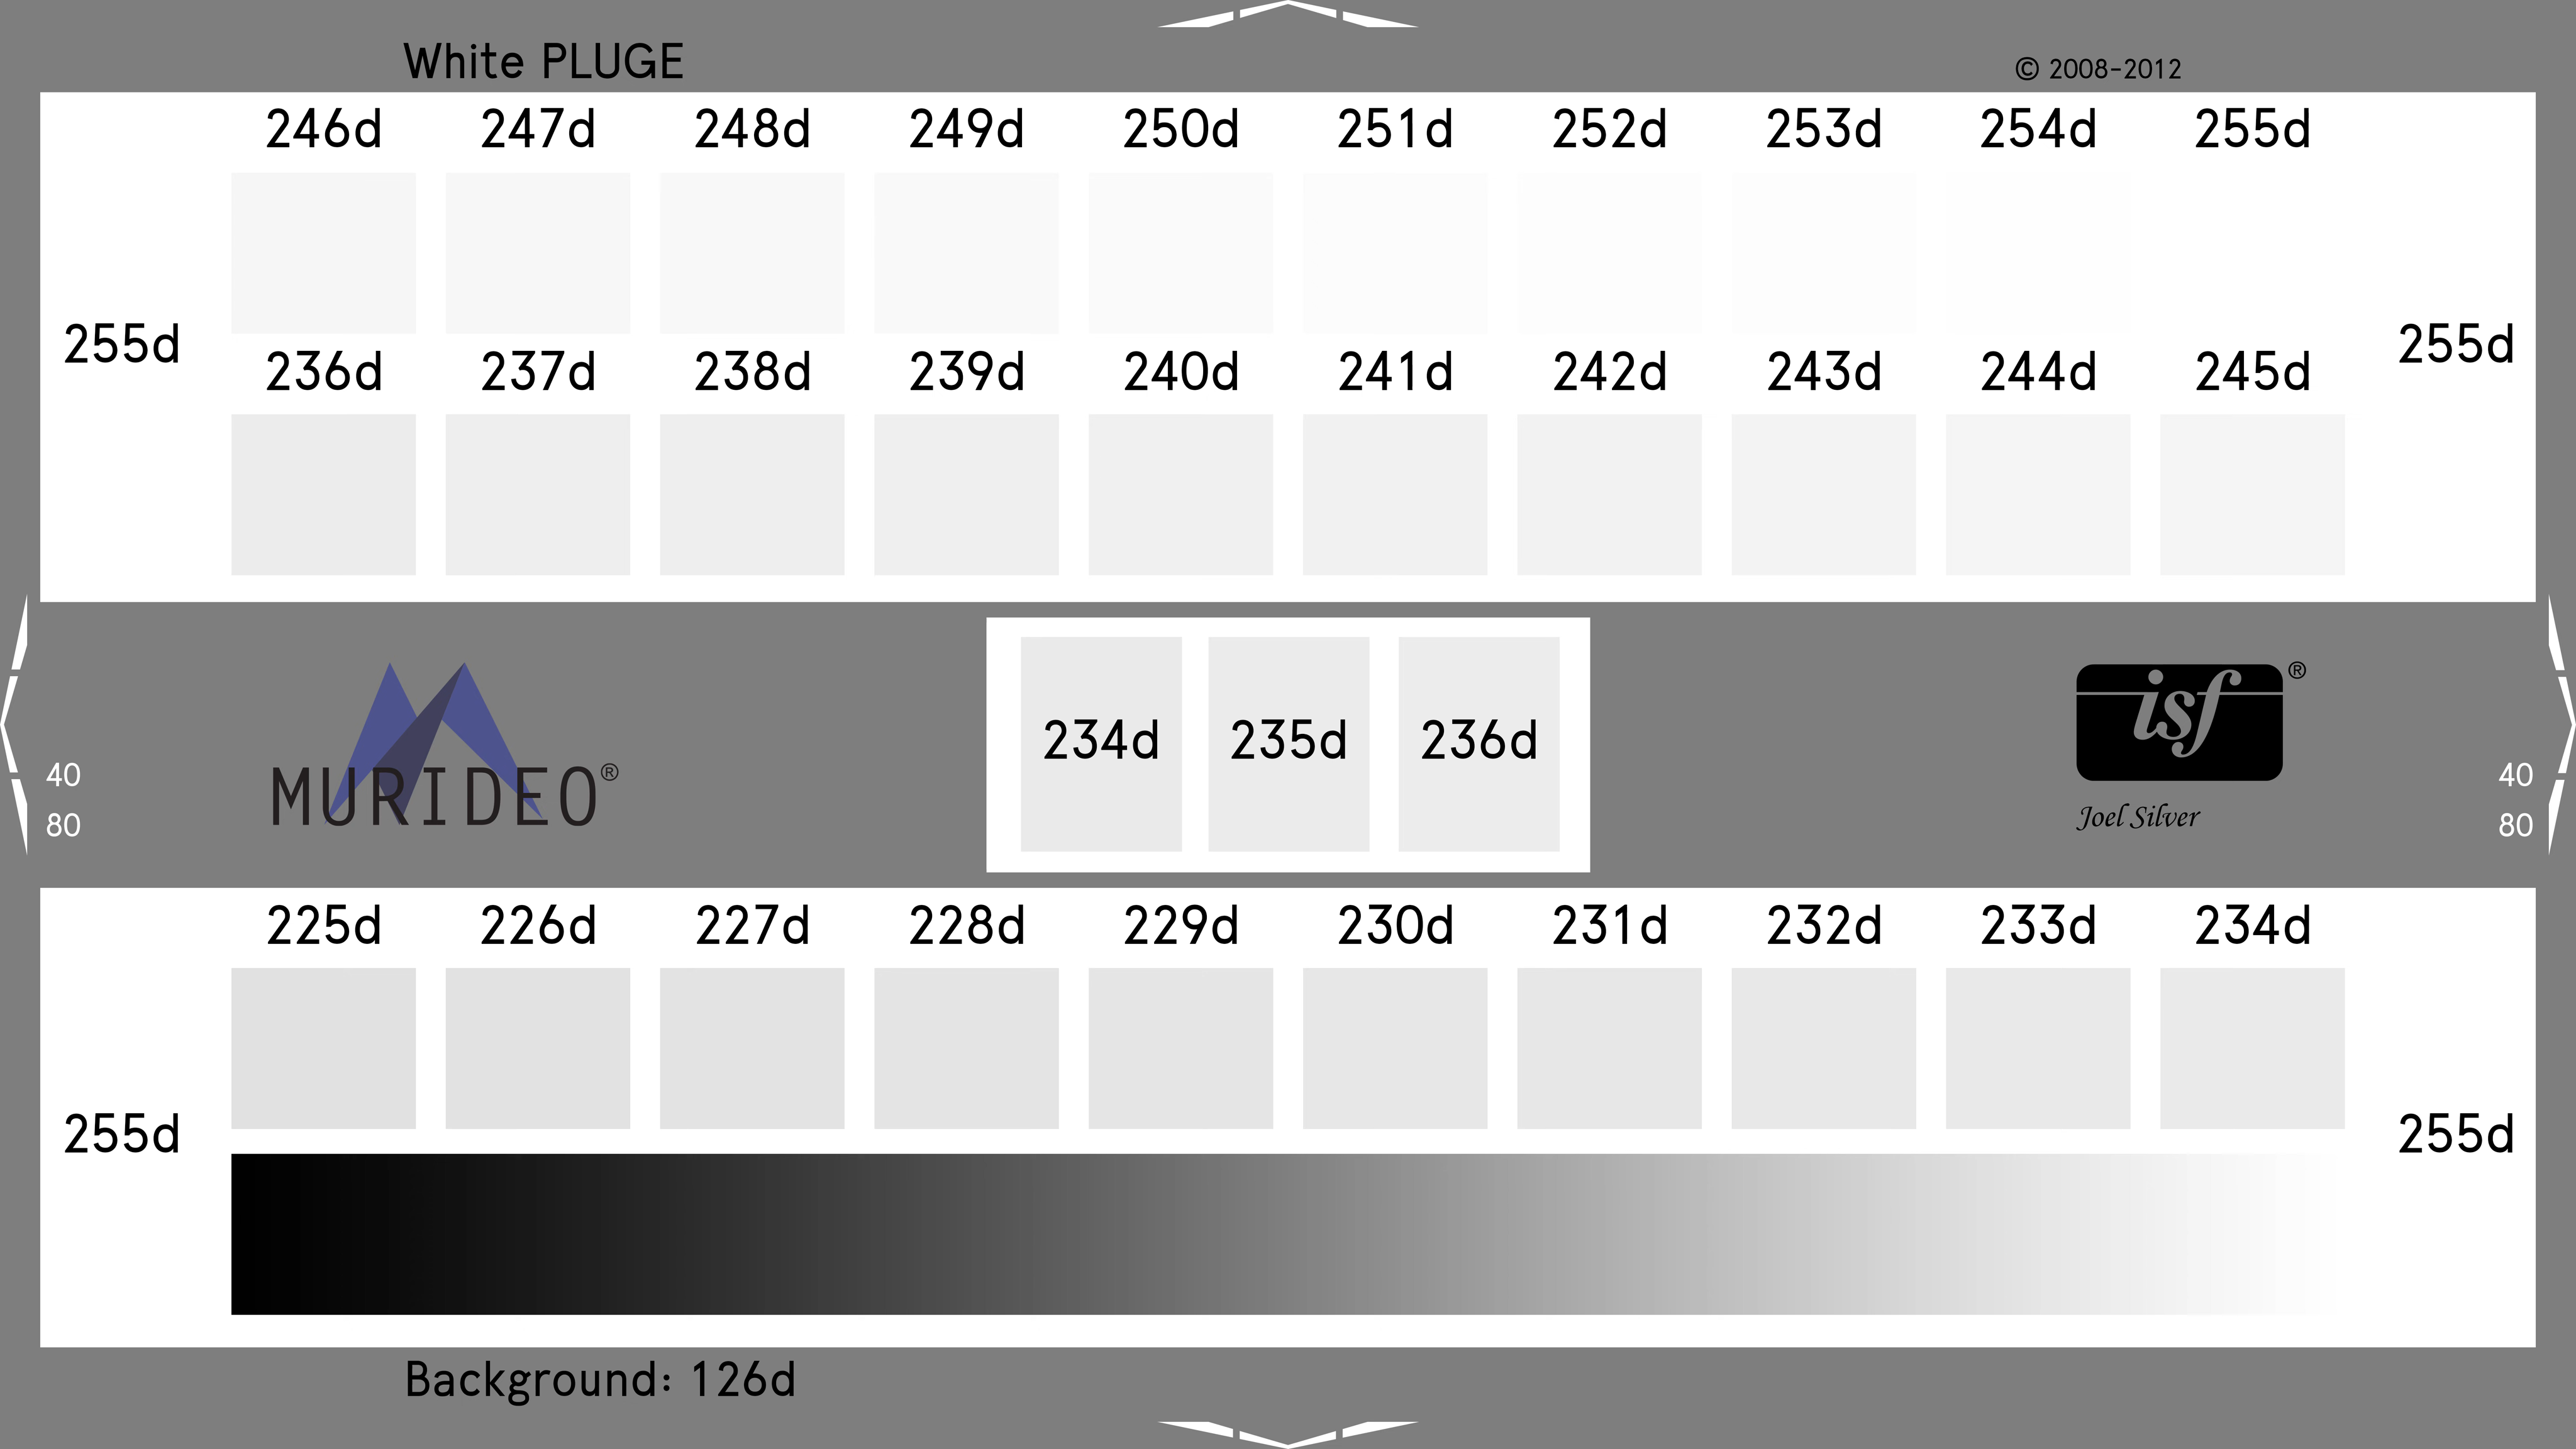 White PLUGE
© 2008-2012
246d 247d 248d 249d 250d 251d 252d 253d 254d 255d
255d 255d
236d 237d 238d 239d 240d 241d 242d 243d 244d 245d
MURIDEO®
234d 235d 236d
isf®
Joel Silver
40 40
80 80
225d 226d 227d 228d 229d 230d 231d 232d 233d 234d
255d 255d
Background: 126d